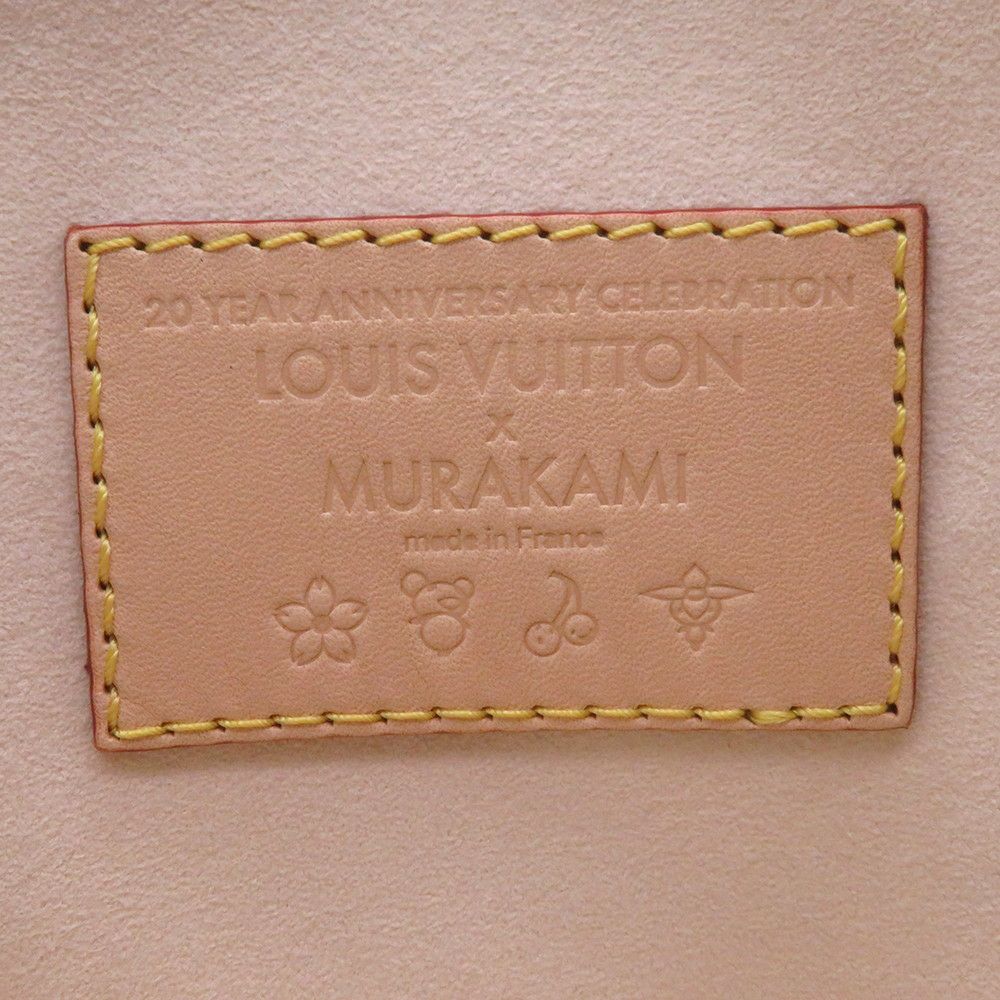 20 YEAR ANNIVERSARY CELEBRATION
LOUIS VUITTON
x
MURAKAMI
made in France